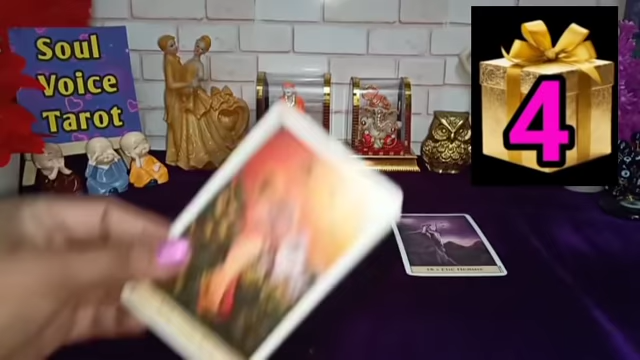 Soul
Voice
Tarot
4
IX • The Hermit